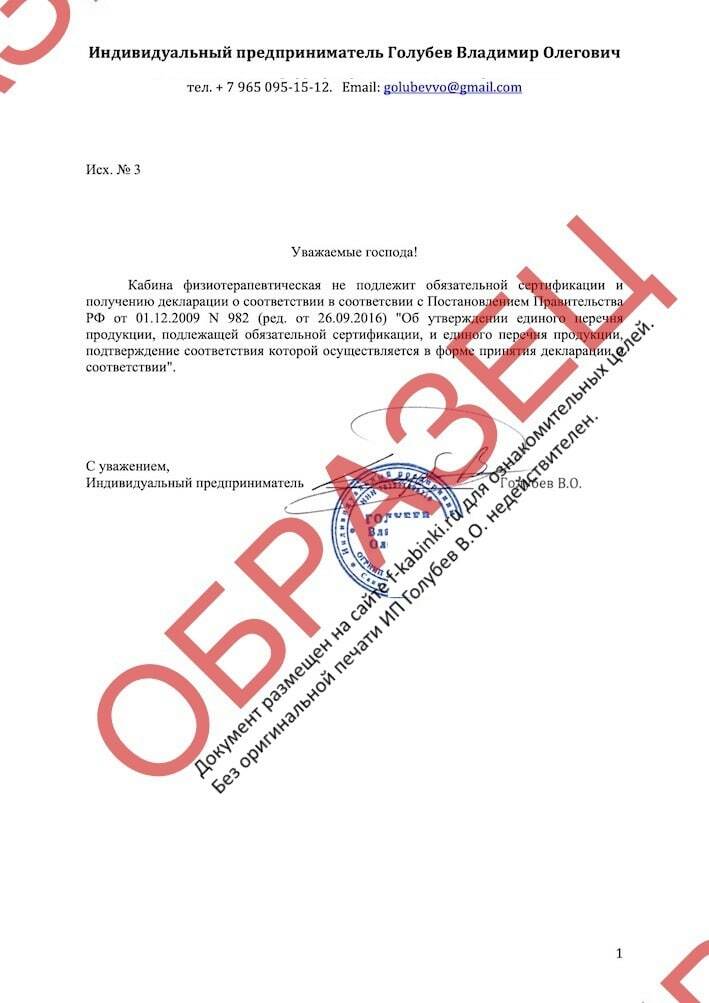 Индивидуальный предприниматель Голубев Владимир Олегович
тел. + 7 965 095-15-12. Email: golubevvo@gmail.com
Исх. № 3
Уважаемые господа!
Кабина физиотерапевтическая не подлежит обязательной сертификации и
получению декларации о соответствии в соответсвии с Постановлением Правительства
РФ от 01.12.2009 N 982 (ред. от 26.09.2016) "Об утверждении единого перечня
продукции, подлежащей обязательной сертификации, и единого перечня продукции,
подтверждение соответствия которой осуществляется в форме принятия декларации о
соответствии".
С уважением,
Индивидуальный предприниматель Голубев В.О.
ОБРАЗЕЦ
Документ размещен на сайте f-kabinki.ru для ознакомительных целей.
Без оригинальной печати ИП Голубев В.О. недействителен.
1